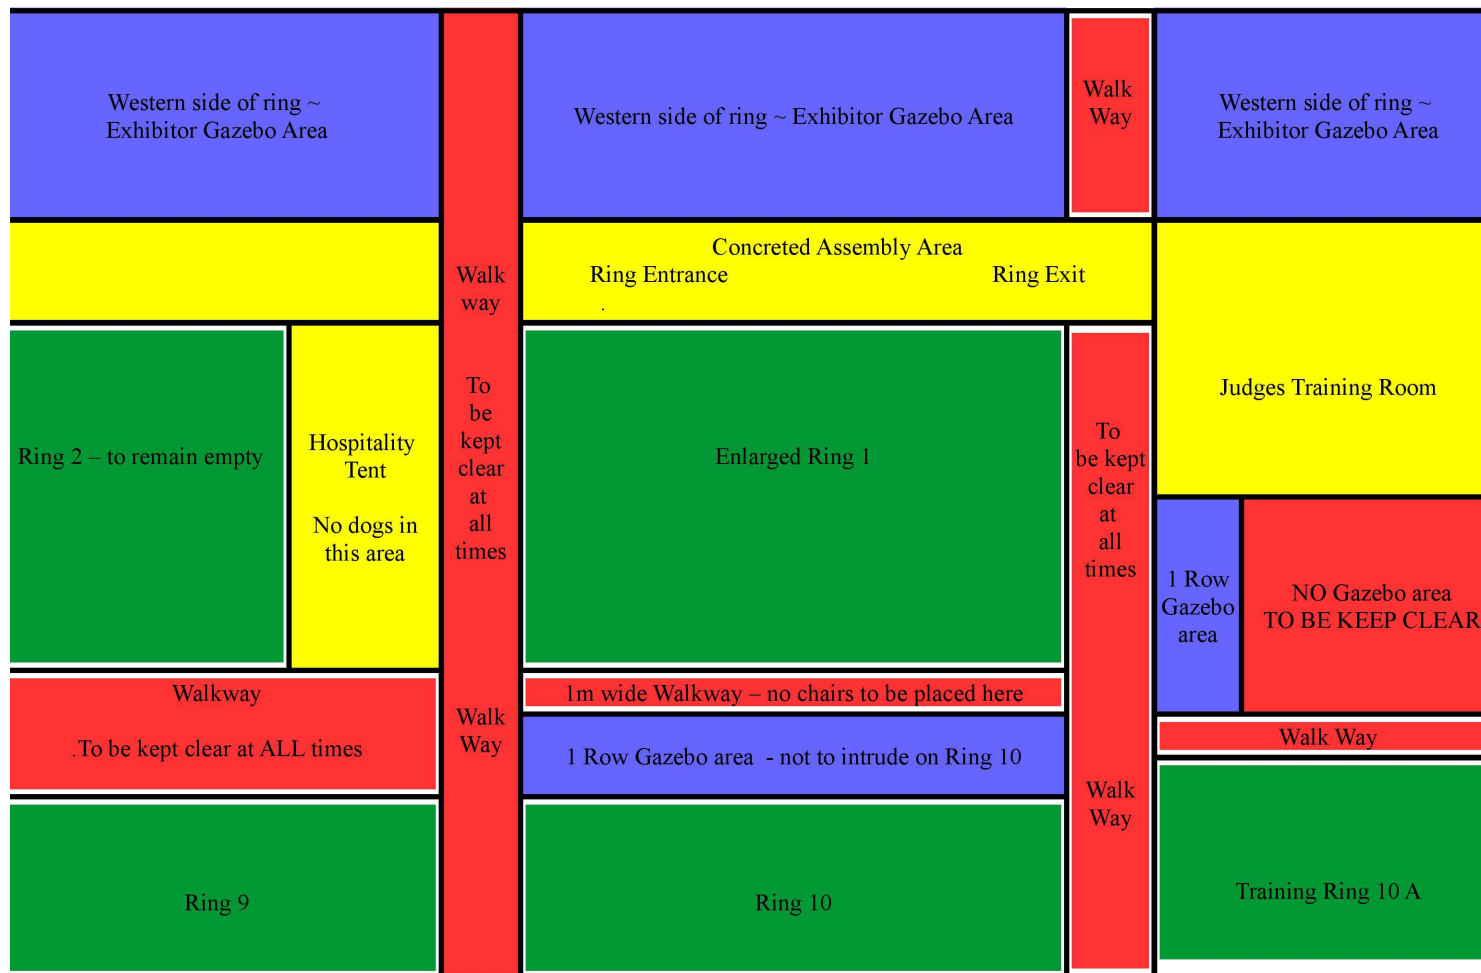 Western side of ring ~
Exhibitor Gazebo Area
Western side of ring ~ Exhibitor Gazebo Area
Walk
Way
Western side of ring ~
Exhibitor Gazebo Area
Walk
way
To
be
kept
clear
at
all
times
Walk
Way
Concreted Assembly Area
Ring Entrance Ring Exit
.
Judges Training Room
Ring 2 – to remain empty
Hospitality
Tent
No dogs in
this area
Enlarged Ring 1
To
be kept
clear
at
all
times
Walk
Way
1 Row
Gazebo
area
NO Gazebo area
TO BE KEEP CLEAR
Walkway
.To be kept clear at ALL times
1m wide Walkway – no chairs to be placed here
1 Row Gazebo area - not to intrude on Ring 10
Walk Way
Ring 9
Ring 10
Training Ring 10 A